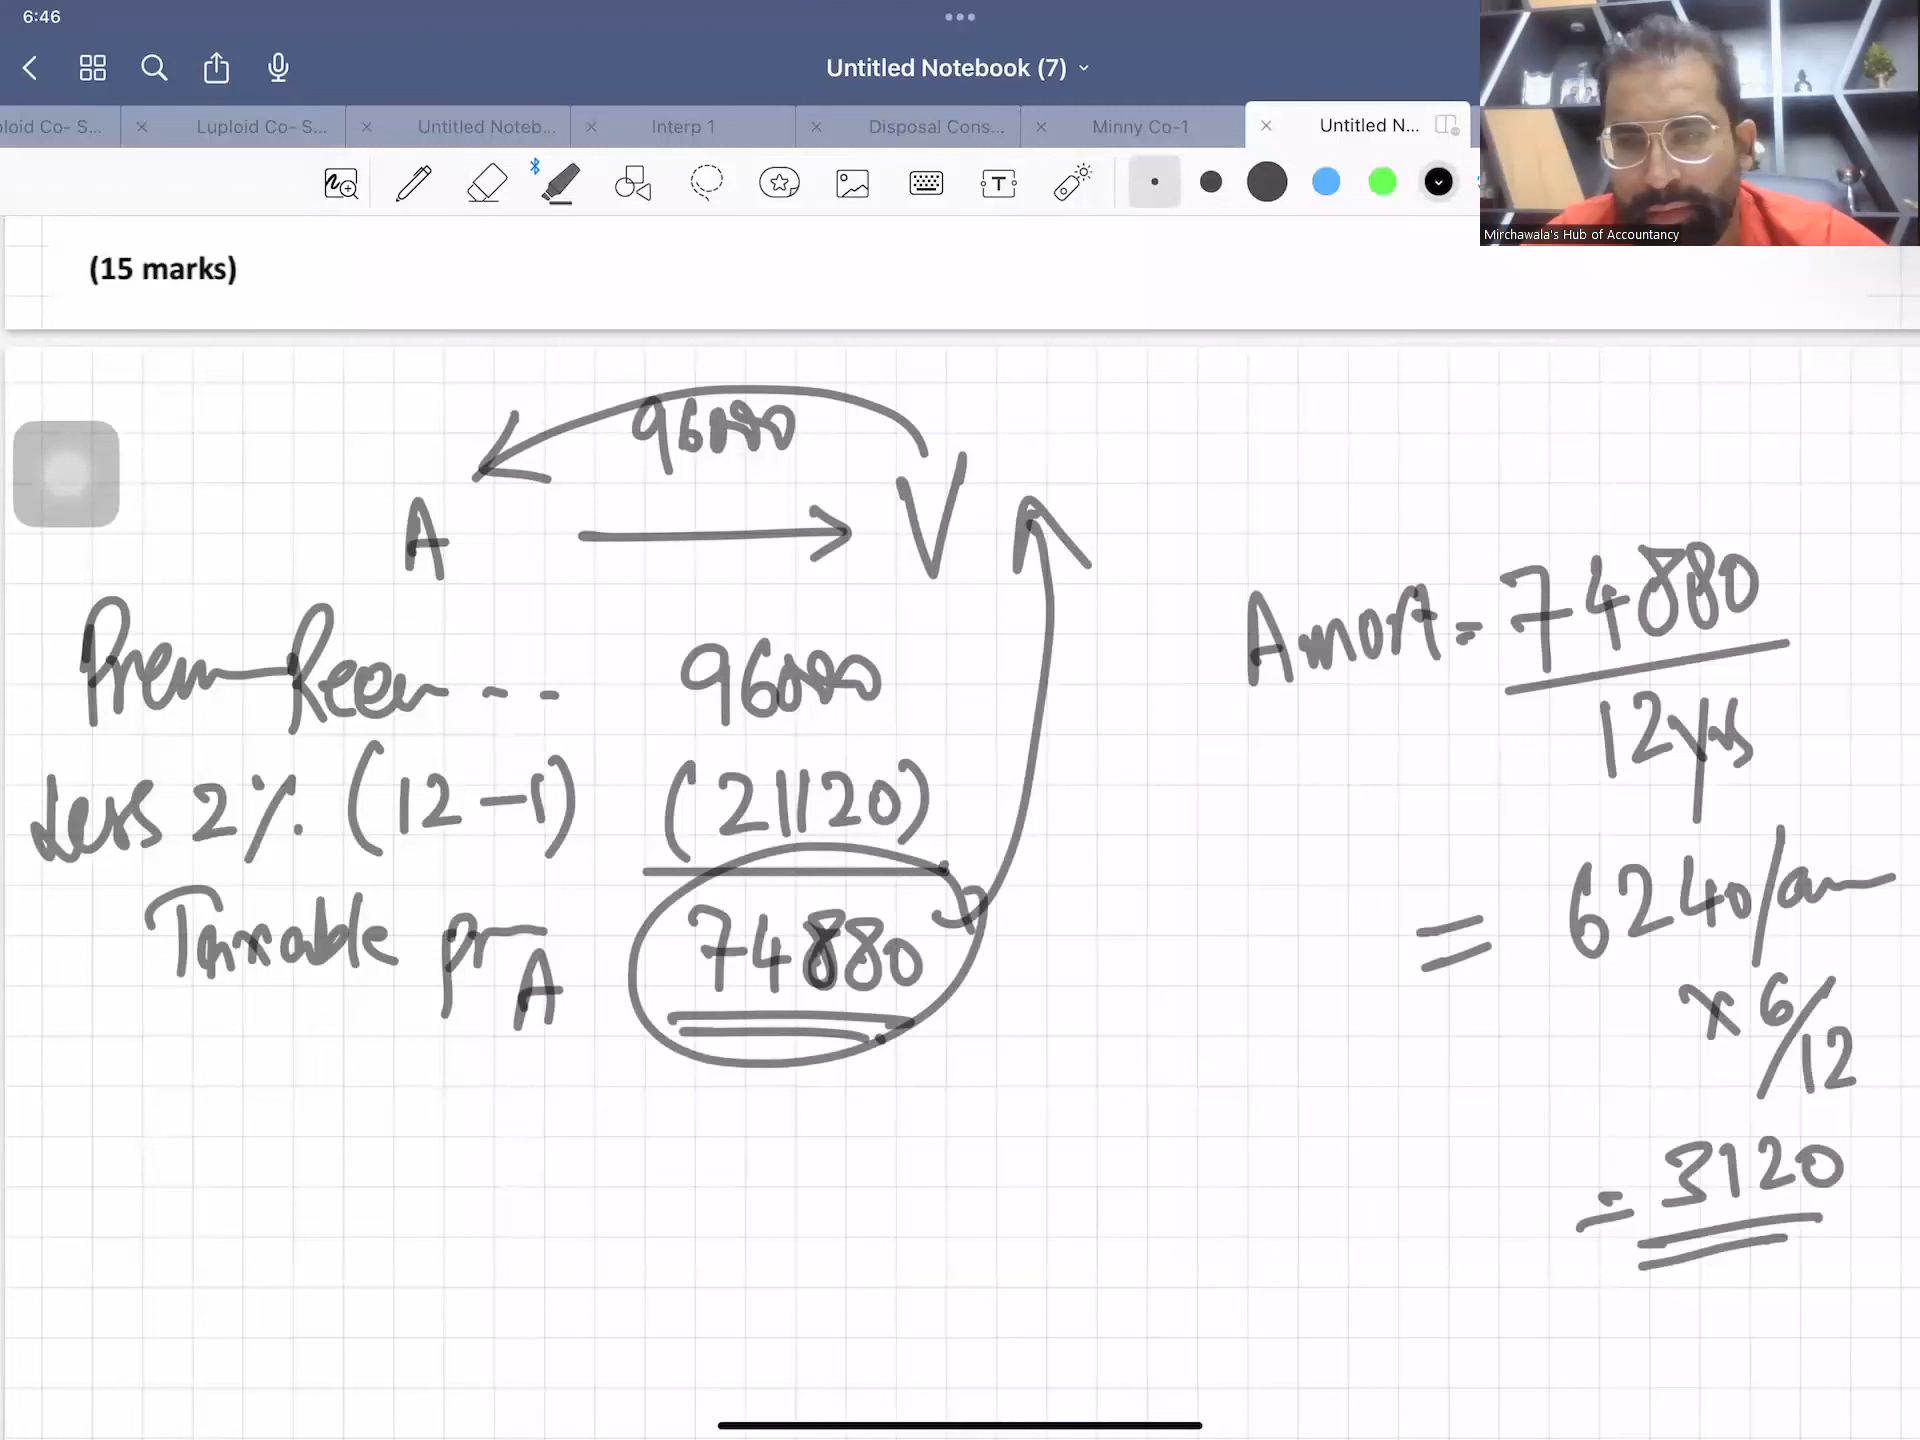 6:46
Untitled Notebook (7)
ploid Co- S...
Luploid Co- S...
Untitled Noteb...
Interp 1
Disposal Cons...
Minny Co-1
Untitled N...
Mirchawala's Hub of Accountancy
(15 marks)
96000
A V
Prem Recev--- 96000
Less 2% (12-1) (21120)
Taxable pr A 74880
Amort = 74880
12yrs
= 6240/an
x 6/12
= 3120